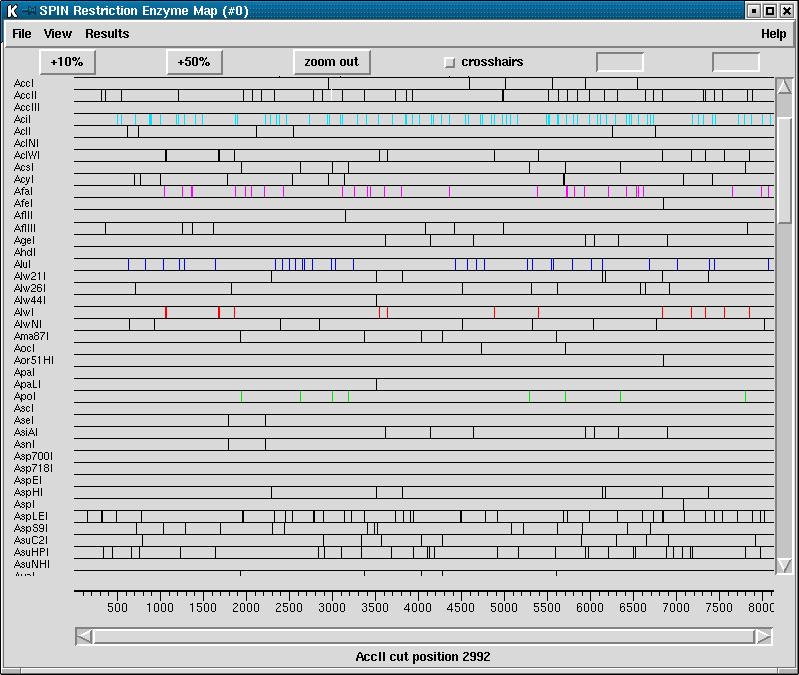 SPIN Restriction Enzyme Map (#0)
File View Results Help
+10% +50% zoom out crosshairs
AccI
AccII
AccIII
AciI
AclI
AclNI
AclWI
AcsI
AcyI
AfaI
AfeI
AflII
AflIII
AgeI
AhdI
AluI
Alw21I
Alw26I
Alw44I
AlwI
AlwNI
Ama87I
AocI
Aor51HI
ApaI
ApaLI
ApoI
AscI
AseI
AsiAI
AsnI
Asp700I
Asp718I
AspEI
AspHI
AspI
AspLEI
AspS9I
AsuC2I
AsuHPI
AsuNHI
AvaI
500 1000 1500 2000 2500 3000 3500 4000 4500 5000 5500 6000 6500 7000 7500 8000
AccII cut position 2992